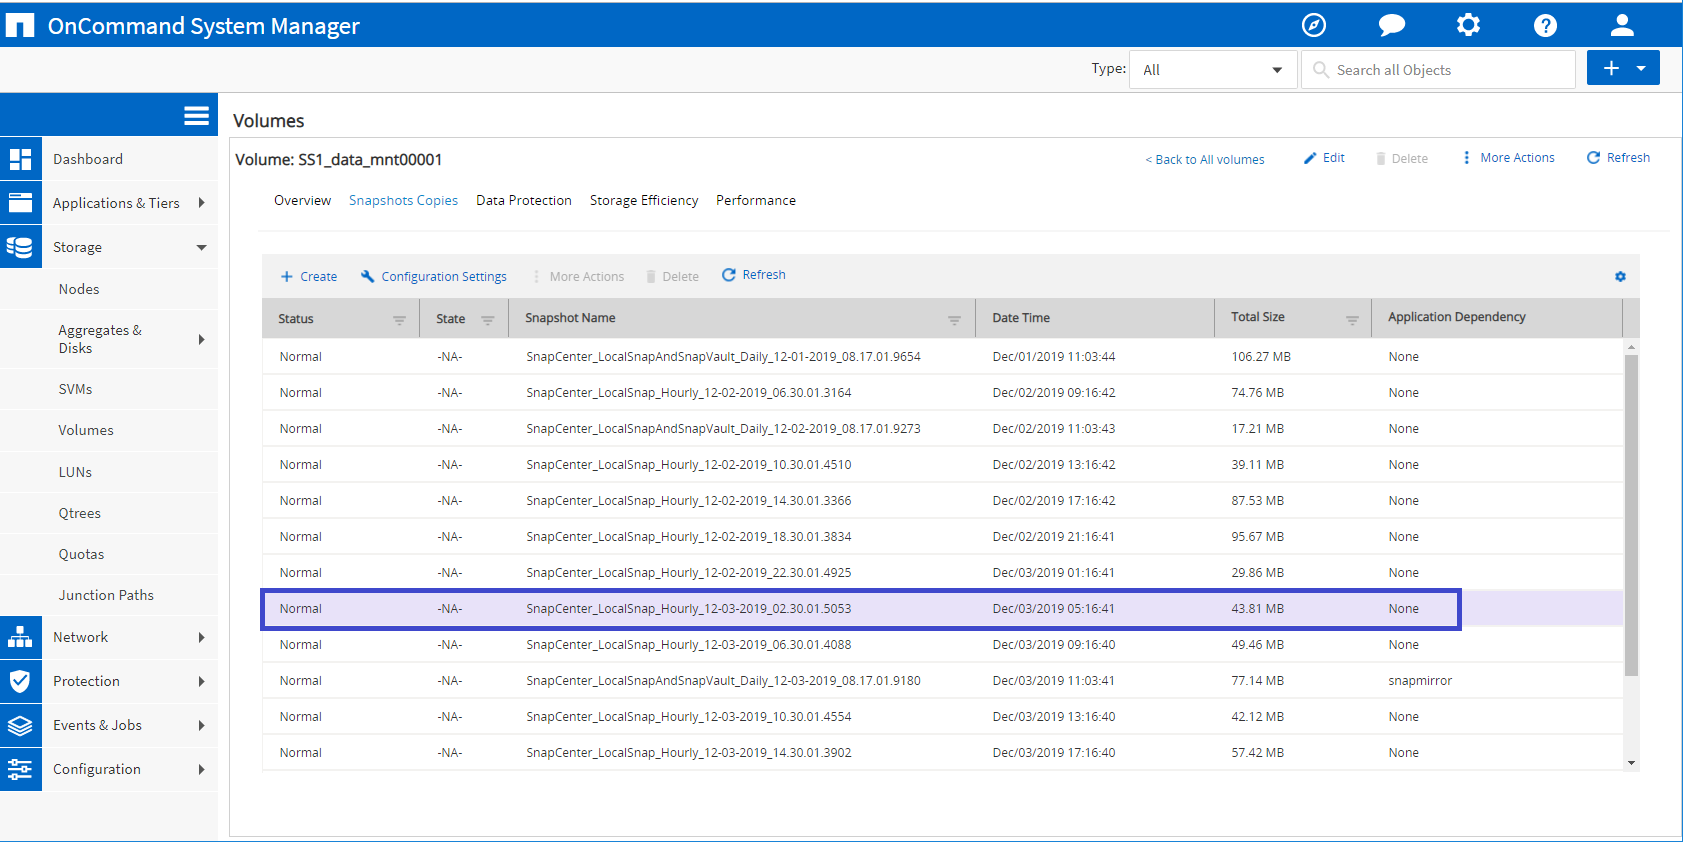 OnCommand System Manager
Type: All Search all Objects
Volumes
Dashboard
Applications & Tiers
Storage
Nodes
Aggregates &
Disks
SVMs
Volumes
LUNs
Qtrees
Quotas
Junction Paths
Network
Protection
Events & Jobs
Configuration
Volume: SS1_data_mnt00001 < Back to All volumes Edit Delete More Actions Refresh
Overview Snapshots Copies Data Protection Storage Efficiency Performance
Create Configuration Settings More Actions Delete Refresh
Status State Snapshot Name Date Time Total Size Application Dependency
Normal -NA- SnapCenter_LocalSnapAndSnapVault_Daily_12-01-2019_08.17.01.9654 Dec/01/2019 11:03:44 106.27 MB None
Normal -NA- SnapCenter_LocalSnap_Hourly_12-02-2019_06.30.01.3164 Dec/02/2019 09:16:42 74.76 MB None
Normal -NA- SnapCenter_LocalSnapAndSnapVault_Daily_12-02-2019_08.17.01.9273 Dec/02/2019 11:03:43 17.21 MB None
Normal -NA- SnapCenter_LocalSnap_Hourly_12-02-2019_10.30.01.4510 Dec/02/2019 13:16:42 39.11 MB None
Normal -NA- SnapCenter_LocalSnap_Hourly_12-02-2019_14.30.01.3366 Dec/02/2019 17:16:42 87.53 MB None
Normal -NA- SnapCenter_LocalSnap_Hourly_12-02-2019_18.30.01.3834 Dec/02/2019 21:16:41 95.67 MB None
Normal -NA- SnapCenter_LocalSnap_Hourly_12-02-2019_22.30.01.4925 Dec/03/2019 01:16:41 29.86 MB None
Normal -NA- SnapCenter_LocalSnap_Hourly_12-03-2019_02.30.01.5053 Dec/03/2019 05:16:41 43.81 MB None
Normal -NA- SnapCenter_LocalSnap_Hourly_12-03-2019_06.30.01.4088 Dec/03/2019 09:16:40 49.46 MB None
Normal -NA- SnapCenter_LocalSnapAndSnapVault_Daily_12-03-2019_08.17.01.9180 Dec/03/2019 11:03:41 77.14 MB snapmirror
Normal -NA- SnapCenter_LocalSnap_Hourly_12-03-2019_10.30.01.4554 Dec/03/2019 13:16:40 42.12 MB None
Normal -NA- SnapCenter_LocalSnap_Hourly_12-03-2019_14.30.01.3902 Dec/03/2019 17:16:40 57.42 MB None